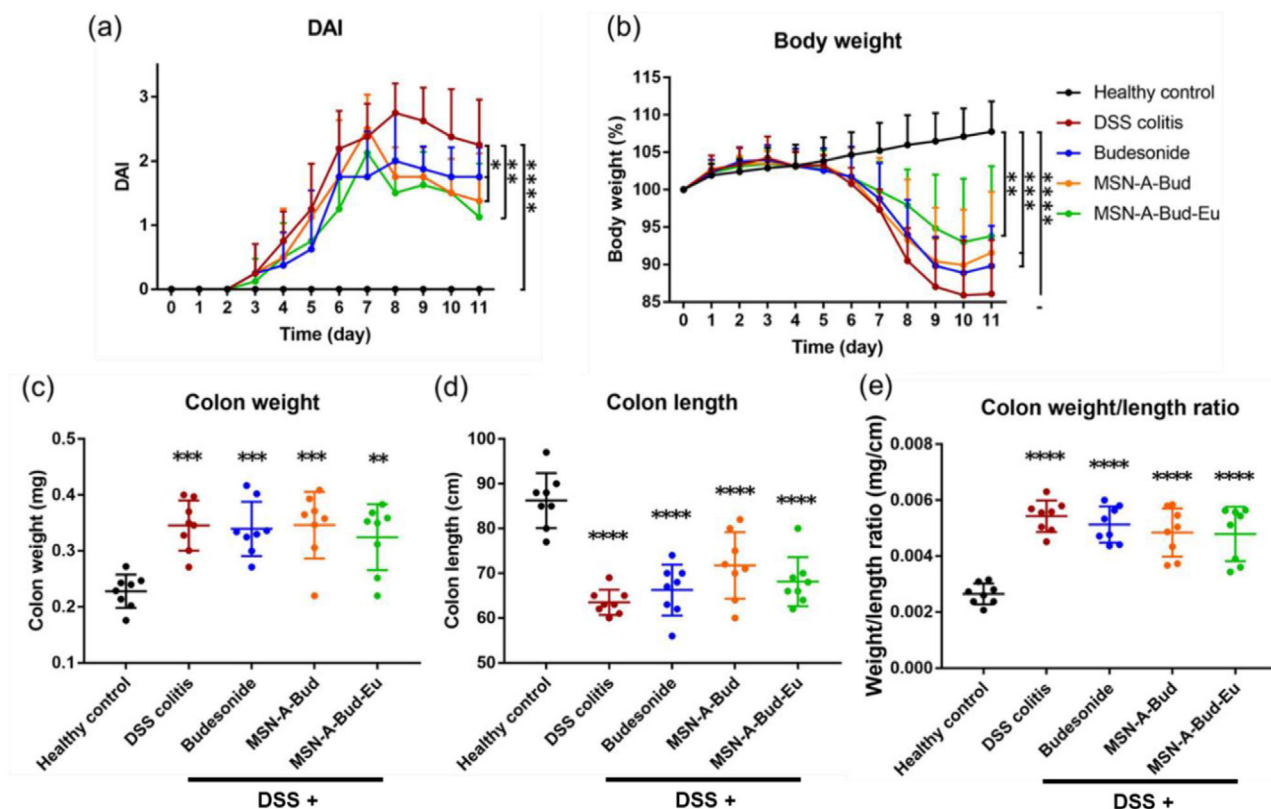 (a)
DAI
DAI
3
2
1
0
0 1 2 3 4 5 6 7 8 9 10 11
Time (day)
*
**
*****
(b)
Body weight
Body weight (%)
115
110
105
100
95
90
85
0 1 2 3 4 5 6 7 8 9 10 11
Time (day)
**
***
****
-
Healthy control
DSS colitis
Budesonide
MSN-A-Bud
MSN-A-Bud-Eu
(c)
Colon weight
Colon weight (mg)
0.5
0.4
0.3
0.2
0.1
*** *** *** **
Healthy control
DSS colitis
Budesonide
MSN-A-Bud
MSN-A-Bud-Eu
DSS +
(d)
Colon length
Colon length (cm)
100
90
80
70
60
50
**** **** **** ****
Healthy control
DSS colitis
Budesonide
MSN-A-Bud
MSN-A-Bud-Eu
DSS +
(e)
Colon weight/length ratio
Weight/length ratio (mg/cm)
0.008
0.006
0.004
0.002
0.000
**** **** **** ****
Healthy control
DSS colitis
Budesonide
MSN-A-Bud
MSN-A-Bud-Eu
DSS +